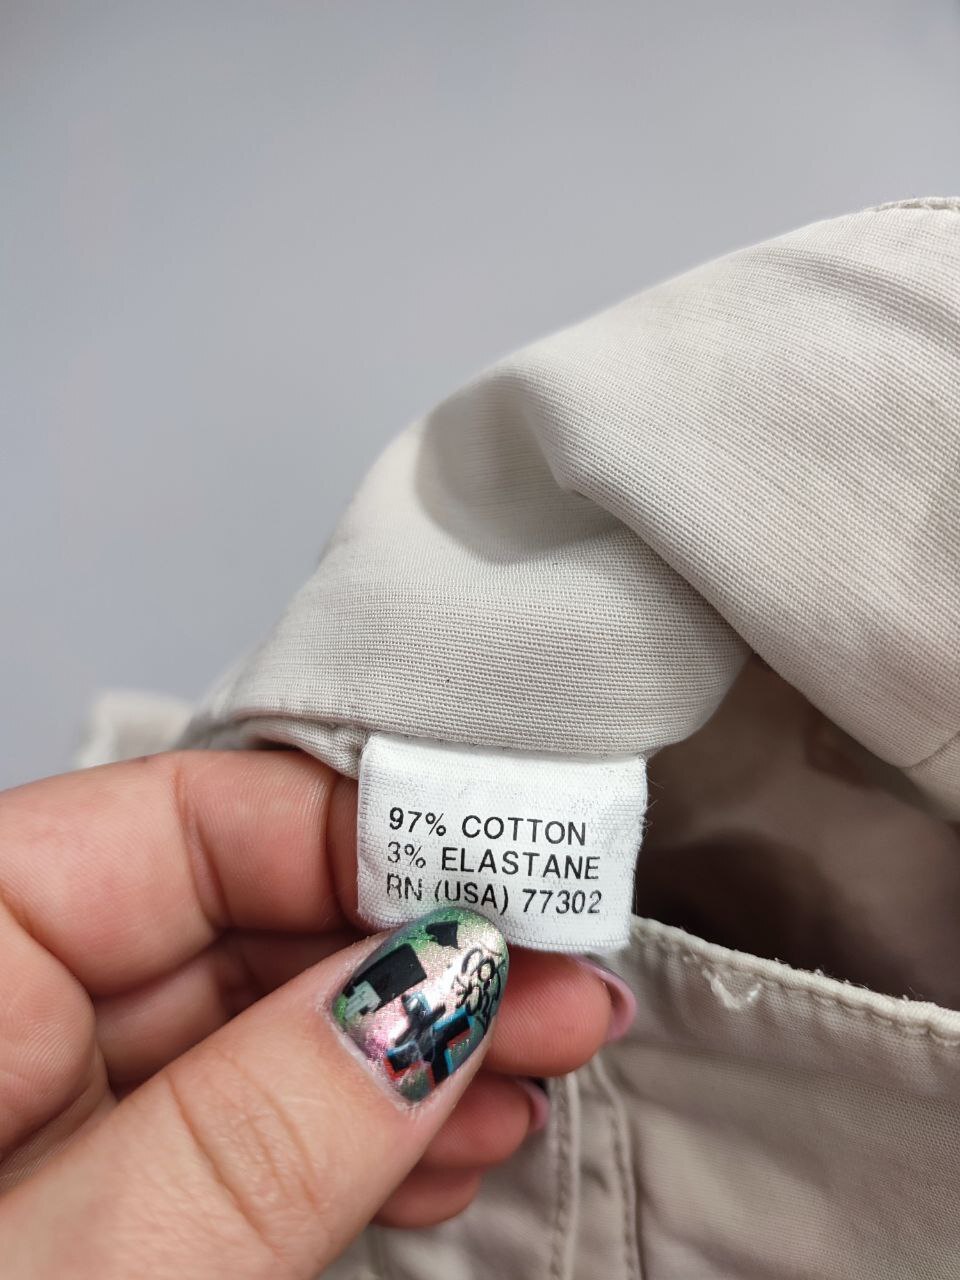 97% COTTON
3% ELASTANE
RN (USA) 77302